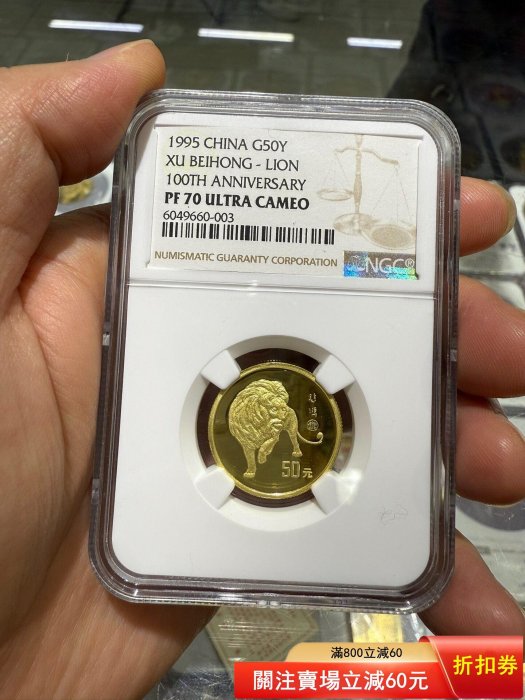 1995 CHINA G50Y
XU BEIHONG - LION
100TH ANNIVERSARY
PF 70 ULTRA CAMEO
6049660-003
NUMISMATIC GUARANTY CORPORATION
NGC®
悲鴻
50元
滿800立減60
關注賣場立減60元
折扣券